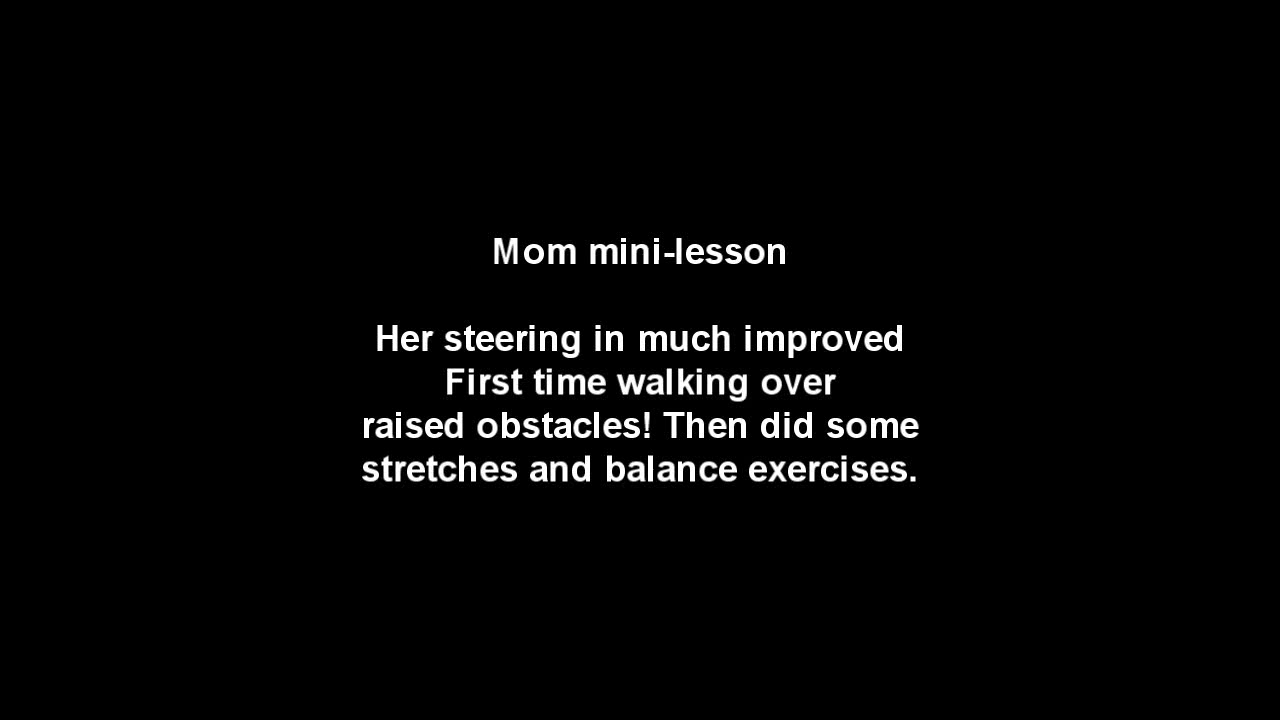 Mom mini-lesson
Her steering in much improved
First time walking over
raised obstacles! Then did some
stretches and balance exercises.